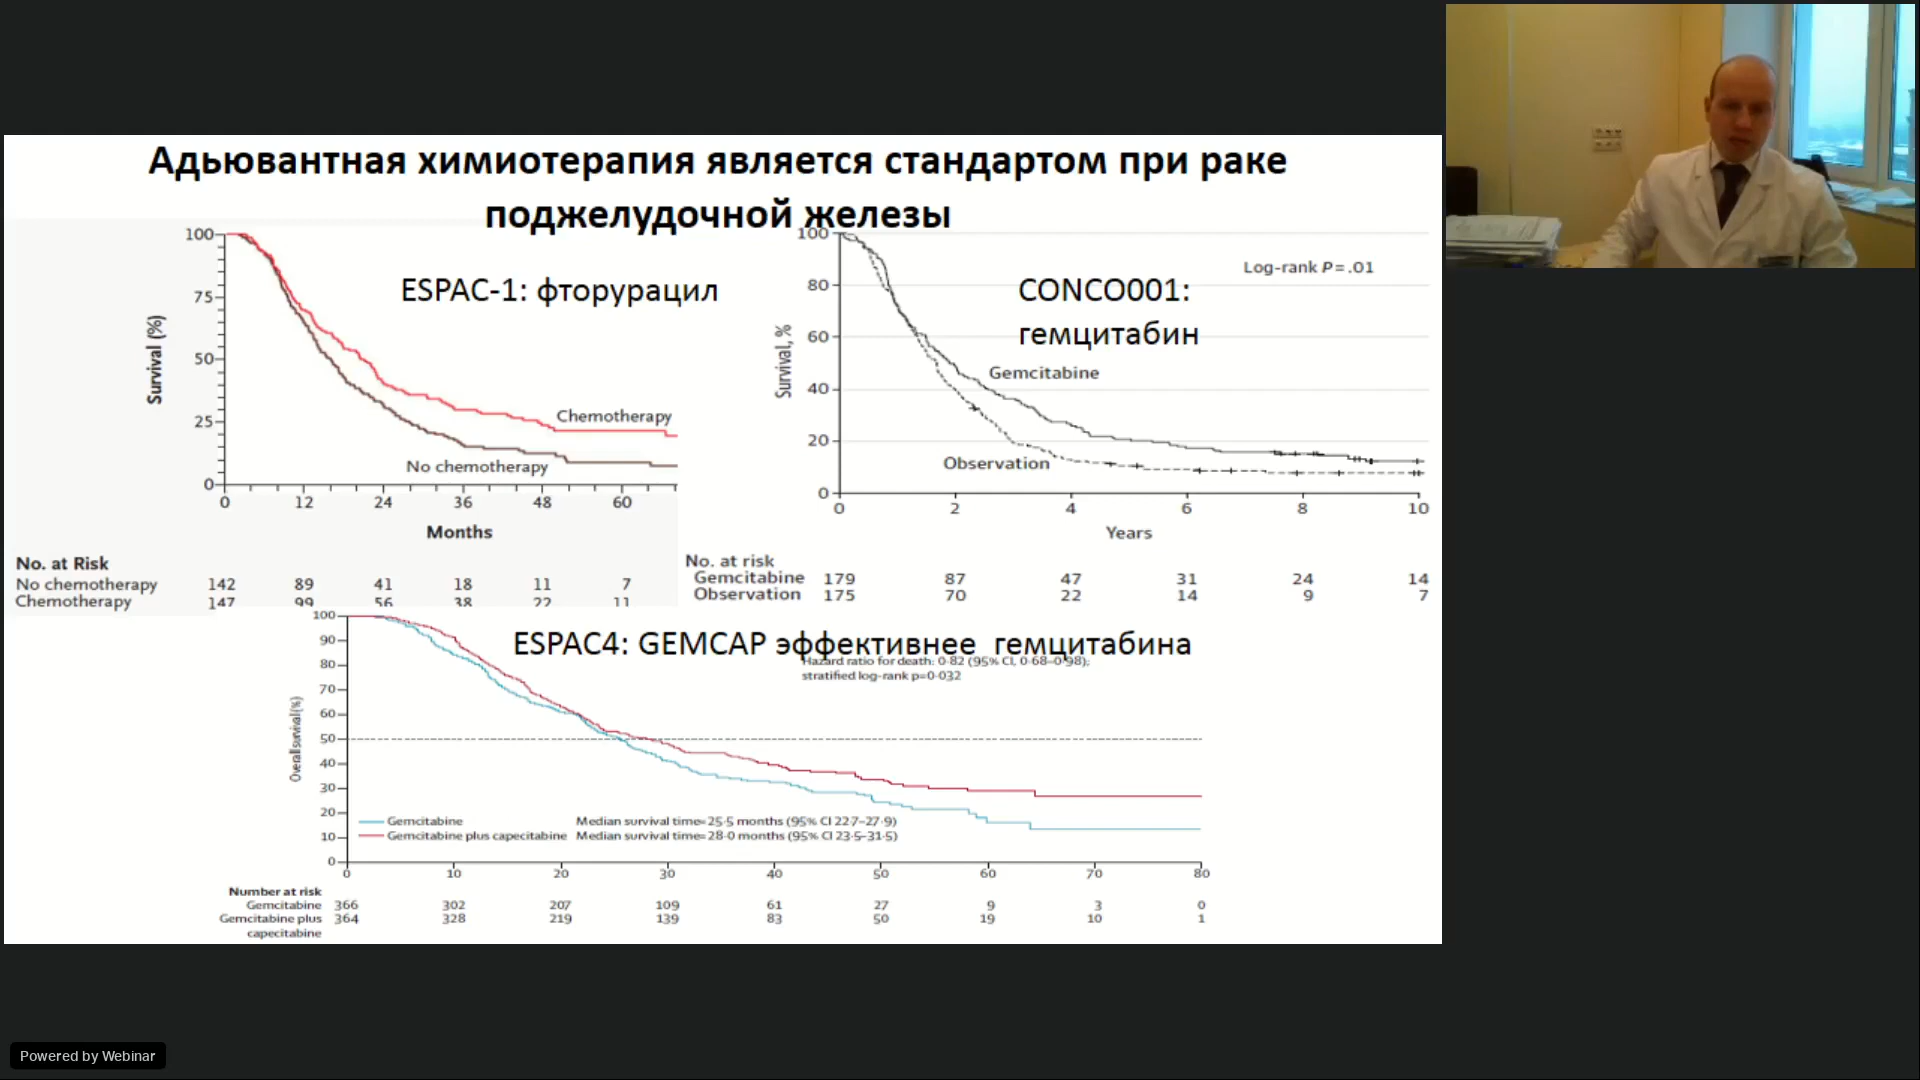 Адьювантная химиотерапия является стандартом при раке
поджелудочной железы
ESPAC-1: фторурацил
Survival (%)
100
75
50
25
0
Chemotherapy
No chemotherapy
0 12 24 36 48 60
Months
No. at Risk
No chemotherapy 142 89 41 18 11 7
Chemotherapy 147 99 56 38 22 11
CONCO001:
гемцитабин
Log-rank P=.01
Survival, %
100
80
60
40
20
0
Gemcitabine
Observation
0 2 4 6 8 10
Years
No. at risk
Gemcitabine 179 87 47 31 24 14
Observation 175 70 22 14 9 7
ESPAC4: GEMCAP эффективнее гемцитабина
Hazard ratio for death: 0·82 (95% CI, 0·68–0·98);
stratified log-rank p=0·032
Overall survival (%)
100
90
80
70
60
50
40
30
20
10
0
Gemcitabine Median survival time=25·5 months (95% CI 22·7–27·9)
Gemcitabine plus capecitabine Median survival time=28·0 months (95% CI 23·5–31·5)
0 10 20 30 40 50 60 70 80
Number at risk
Gemcitabine 366 302 207 109 61 27 9 3 0
Gemcitabine plus 364 328 219 139 83 50 19 10 1
capecitabine
Powered by Webinar